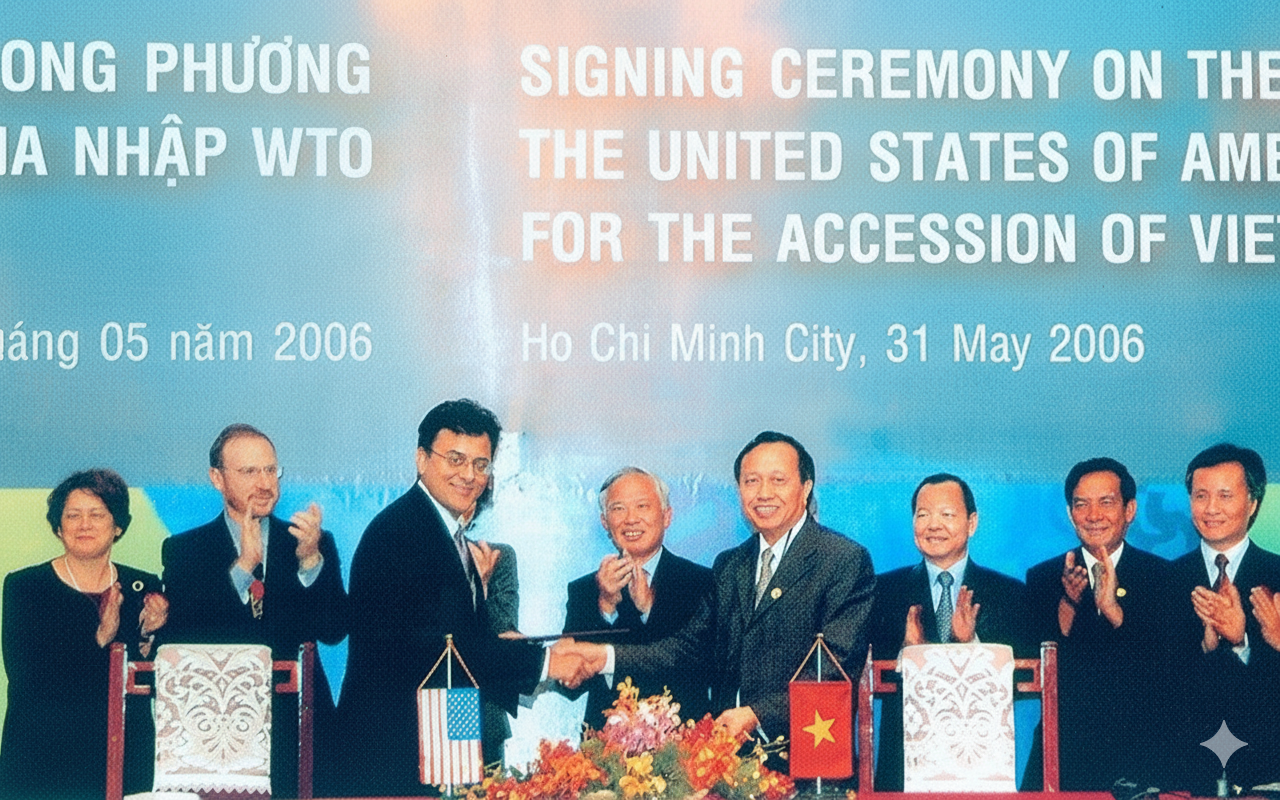 ONG PHƯƠNG
IA NHẬP WTO
háng 05 năm 2006
SIGNING CEREMONY ON THE
THE UNITED STATES OF AME
FOR THE ACCESSION OF VIE
Ho Chi Minh City, 31 May 2006